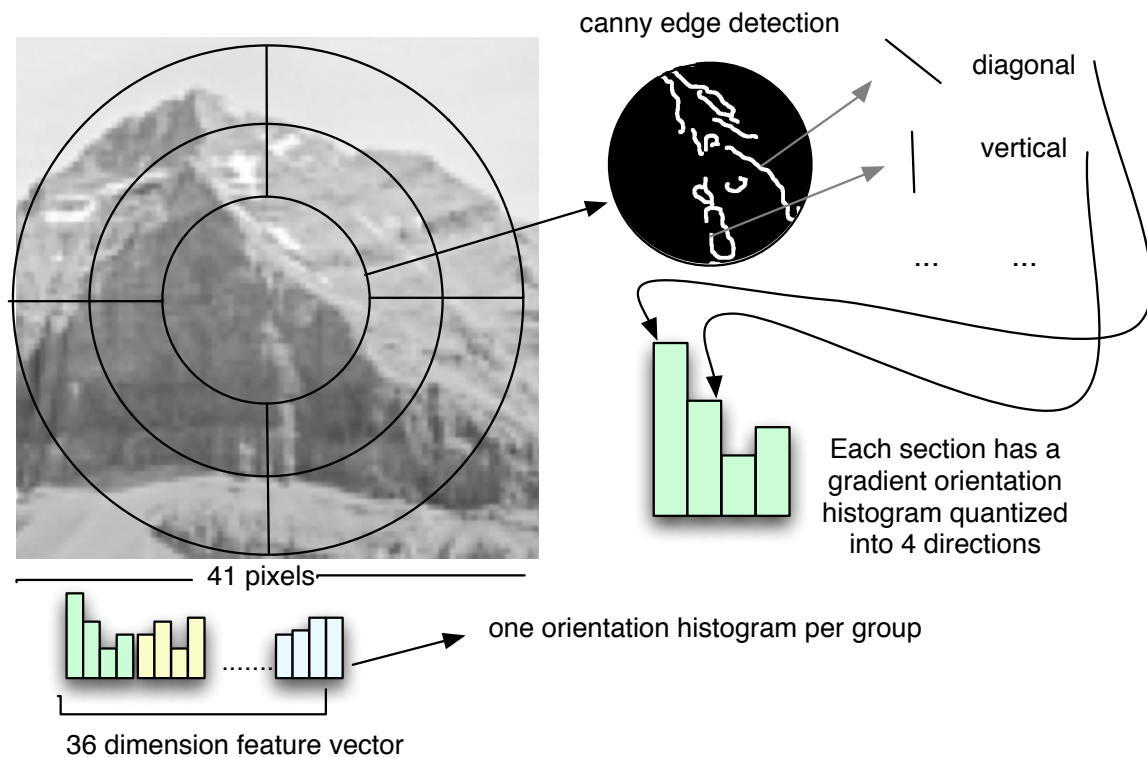 canny edge detection
diagonal
vertical
... ...
Each section has a
gradient orientation
histogram quantized
into 4 directions
41 pixels
.......
one orientation histogram per group
36 dimension feature vector